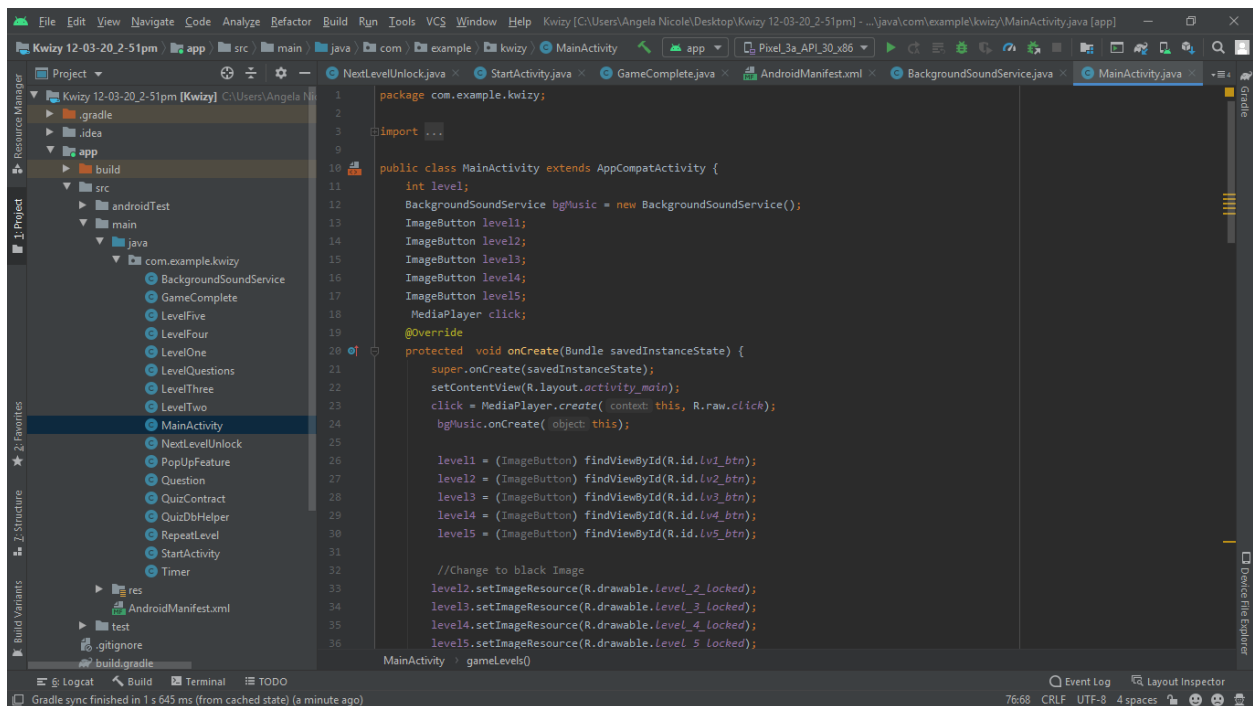 File Edit View Navigate Code Analyze Refactor Build Run Tools VCS Window Help Kwizy [C:\Users\Angela Nicole\Desktop\Kwizy 12-03-20_2-51pm] - ...\java\com\example\kwizy\MainActivity.java [app]
Kwizy 12-03-20_2-51pm app src main java com example kwizy MainActivity app Pixel_3a_API_30_x86
Project NextLevelUnlock.java StartActivity.java GameComplete.java AndroidManifest.xml BackgroundSoundService.java MainActivity.java
Resource Manager
1: Project
2: Favorites
Z: Structure
Build Variants
Kwizy 12-03-20_2-51pm [Kwizy] C:\Users\Angela Ni
.gradle
.idea
app
build
src
androidTest
main
java
com.example.kwizy
BackgroundSoundService
GameComplete
LevelFive
LevelFour
LevelOne
LevelQuestions
LevelThree
LevelTwo
MainActivity
NextLevelUnlock
PopUpFeature
Question
QuizContract
QuizDbHelper
RepeatLevel
StartActivity
Timer
res
AndroidManifest.xml
test
.gitignore
build.gradle
1 package com.example.kwizy;
2
3 import ...
9
10 public class MainActivity extends AppCompatActivity {
11 int level;
12 BackgroundSoundService bgMusic = new BackgroundSoundService();
13 ImageButton level1;
14 ImageButton level2;
15 ImageButton level3;
16 ImageButton level4;
17 ImageButton level5;
18 MediaPlayer click;
19 @Override
20 protected void onCreate(Bundle savedInstanceState) {
21 super.onCreate(savedInstanceState);
22 setContentView(R.layout.activity_main);
23 click = MediaPlayer.create( context: this, R.raw.click);
24 bgMusic.onCreate( object: this);
25
26 level1 = (ImageButton) findViewById(R.id.lv1_btn);
27 level2 = (ImageButton) findViewById(R.id.lv2_btn);
28 level3 = (ImageButton) findViewById(R.id.lv3_btn);
29 level4 = (ImageButton) findViewById(R.id.lv4_btn);
30 level5 = (ImageButton) findViewById(R.id.lv5_btn);
31
32 //Change to black Image
33 level2.setImageResource(R.drawable.level_2_locked);
34 level3.setImageResource(R.drawable.level_3_locked);
35 level4.setImageResource(R.drawable.level_4_locked);
36 level5.setImageResource(R.drawable.level_5_locked);
MainActivity gameLevels()
Gradle
Device File Explorer
6: Logcat Build Terminal TODO Event Log Layout Inspector
Gradle sync finished in 1 s 645 ms (from cached state) (a minute ago) 76:68 CRLF UTF-8 4 spaces